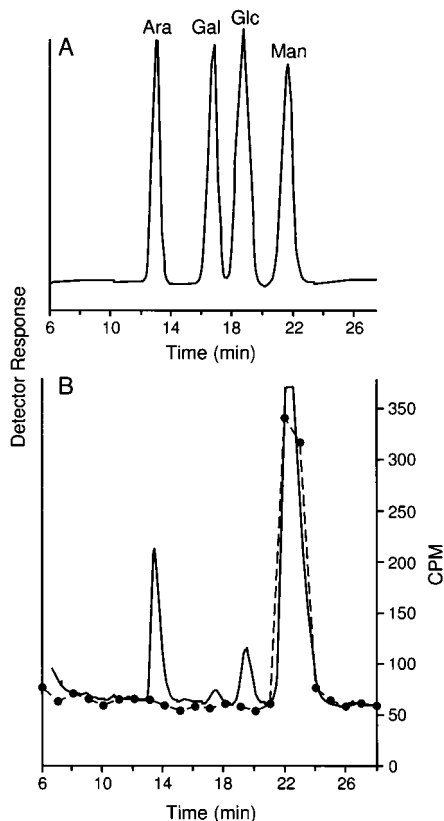 A
Ara Gal Glc Man
6 10 14 18 22 26
Time (min)
Detector Response
B
350
300
250
200
150
100
50
0
CPM
6 10 14 18 22 26
Time (min)